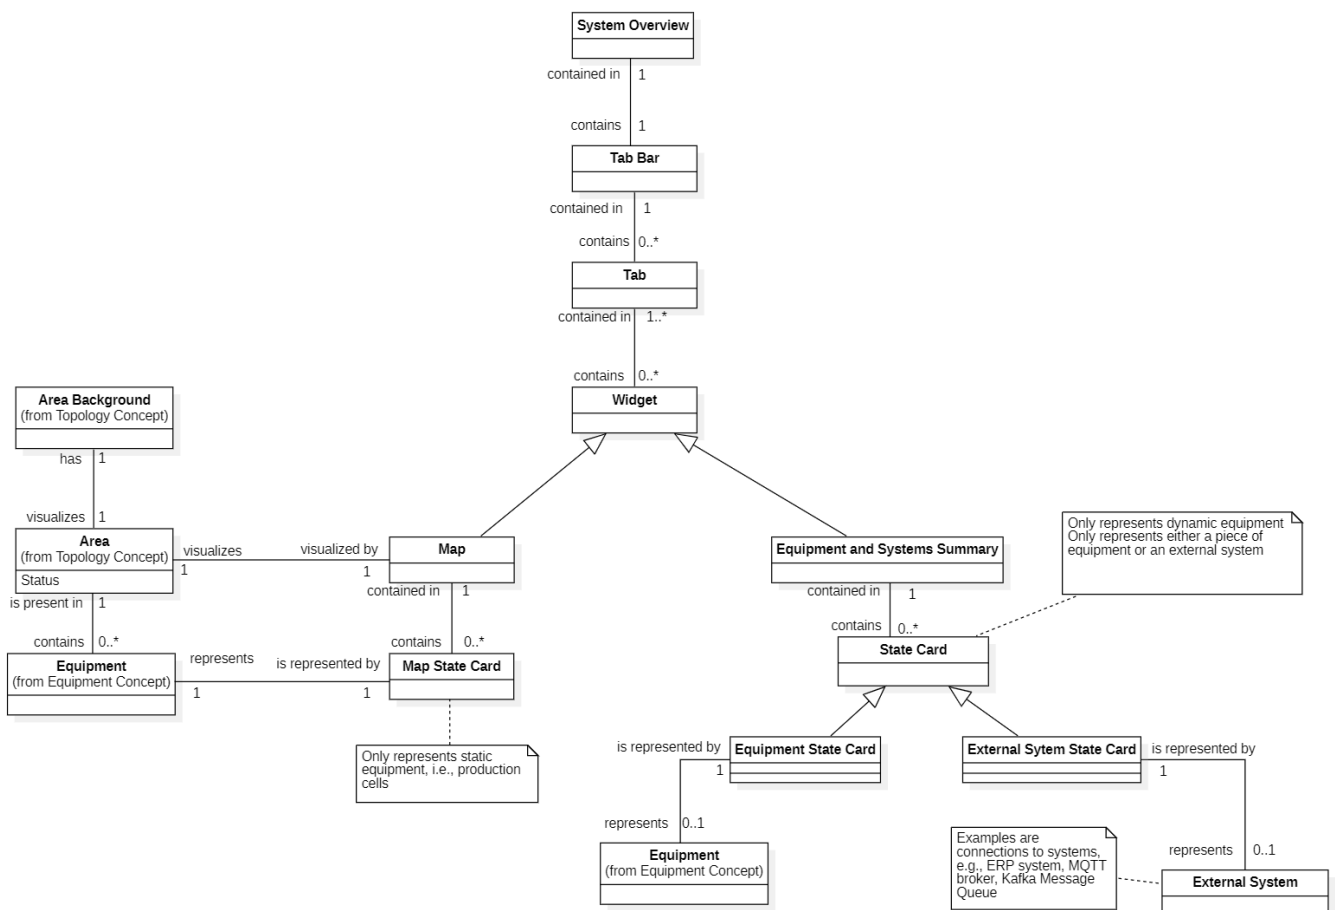 System Overview
contained in 1
contains 1
Tab Bar
contained in 1
contains 0..*
Tab
contained in 1..*
contains 0..*
Widget
Area Background
(from Topology Concept)
has 1
visualizes 1
Area
(from Topology Concept)
Status
visualizes
1
visualized by
1
Map
is present in 1
contains 0..*
Equipment
(from Equipment Concept)
represents
1
is represented by
1
contained in 1
contains 0..*
Map State Card
Only represents static
equipment, i.e., production
cells
Equipment and Systems Summary
contained in 1
contains 0..*
State Card
Only represents dynamic equipment
Only represents either a piece of
equipment or an external system
is represented by
1
Equipment State Card
represents 0..1
Equipment
(from Equipment Concept)
External Sytem State Card
is represented by
1
represents 0..1
External System
Examples are
connections to systems,
e.g., ERP system, MQTT
broker, Kafka Message
Queue